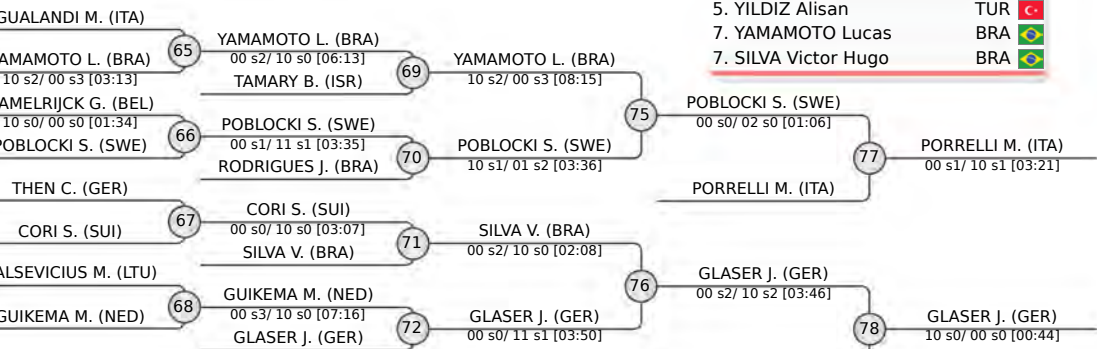 GUALANDI M. (ITA)
65
AMAMOTO L. (BRA)
10 s2/ 00 s3 [03:13]
AMELRIJCK G. (BEL)
10 s0/ 00 s0 [01:34]
66
POBLOCKI S. (SWE)
THEN C. (GER)
67
CORI S. (SUI)
ALSEVICIUS M. (LTU)
68
GUIKEMA M. (NED)
YAMAMOTO L. (BRA)
00 s2/ 10 s0 [06:13]
69
TAMARY B. (ISR)
POBLOCKI S. (SWE)
00 s1/ 11 s1 [03:35]
70
RODRIGUES J. (BRA)
CORI S. (SUI)
00 s0/ 10 s0 [03:07]
71
SILVA V. (BRA)
GUIKEMA M. (NED)
00 s3/ 10 s0 [07:16]
72
GLASER J. (GER)
YAMAMOTO L. (BRA)
10 s2/ 00 s3 [08:15]
75
POBLOCKI S. (SWE)
10 s1/ 01 s2 [03:36]
SILVA V. (BRA)
00 s2/ 10 s0 [02:08]
76
GLASER J. (GER)
00 s0/ 11 s1 [03:50]
POBLOCKI S. (SWE)
00 s0/ 02 s0 [01:06]
77
PORRELLI M. (ITA)
GLASER J. (GER)
00 s2/ 10 s2 [03:46]
78
PORRELLI M. (ITA)
00 s1/ 10 s1 [03:21]
GLASER J. (GER)
10 s0/ 00 s0 [00:44]
5. YILDIZ Alisan TUR
7. YAMAMOTO Lucas BRA
7. SILVA Victor Hugo BRA